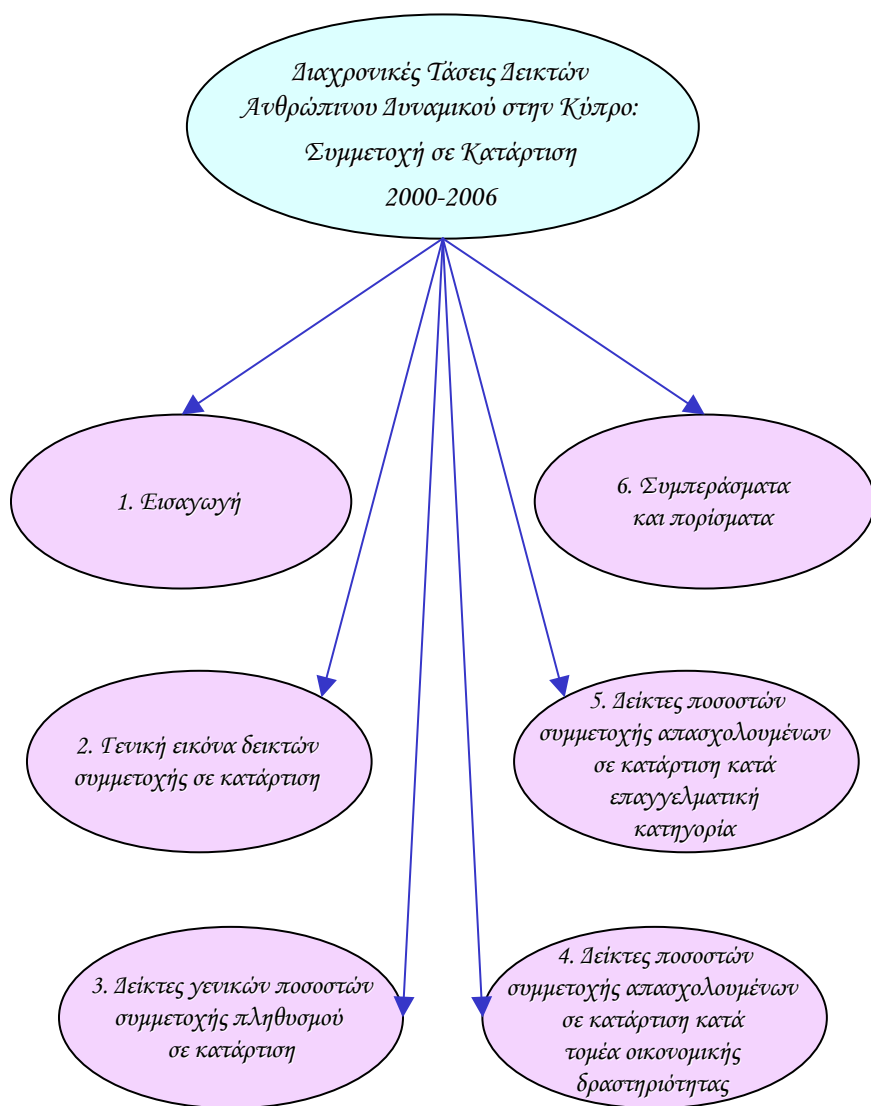 Διαχρονικές Τάσεις Δεικτών
Ανθρώπινου Δυναμικού στην Κύπρο:
Συμμετοχή σε Κατάρτιση
2000-2006
1. Εισαγωγή
6. Συμπεράσματα
και πορίσματα
2. Γενική εικόνα δεικτών
συμμετοχής σε κατάρτιση
5. Δείκτες ποσοστών
συμμετοχής απασχολουμένων
σε κατάρτιση κατά
επαγγελματική
κατηγορία
3. Δείκτες γενικών ποσοστών
συμμετοχής πληθυσμού
σε κατάρτιση
4. Δείκτες ποσοστών
συμμετοχής απασχολουμένων
σε κατάρτιση κατά
τομέα οικονομικής
δραστηριότητας